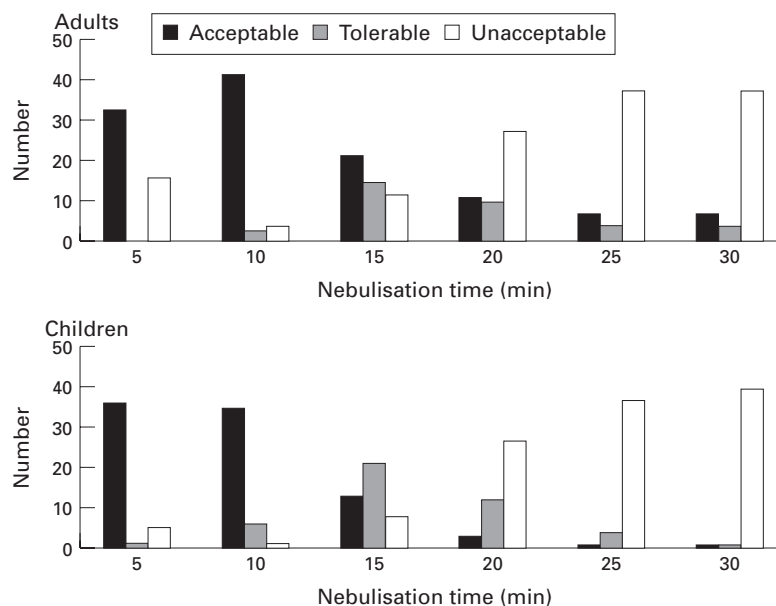 Adults
Acceptable Tolerable Unacceptable
50
40
30
20
10
0
Number
5 10 15 20 25 30
Nebulisation time (min)
Children
50
40
30
20
10
0
Number
5 10 15 20 25 30
Nebulisation time (min)